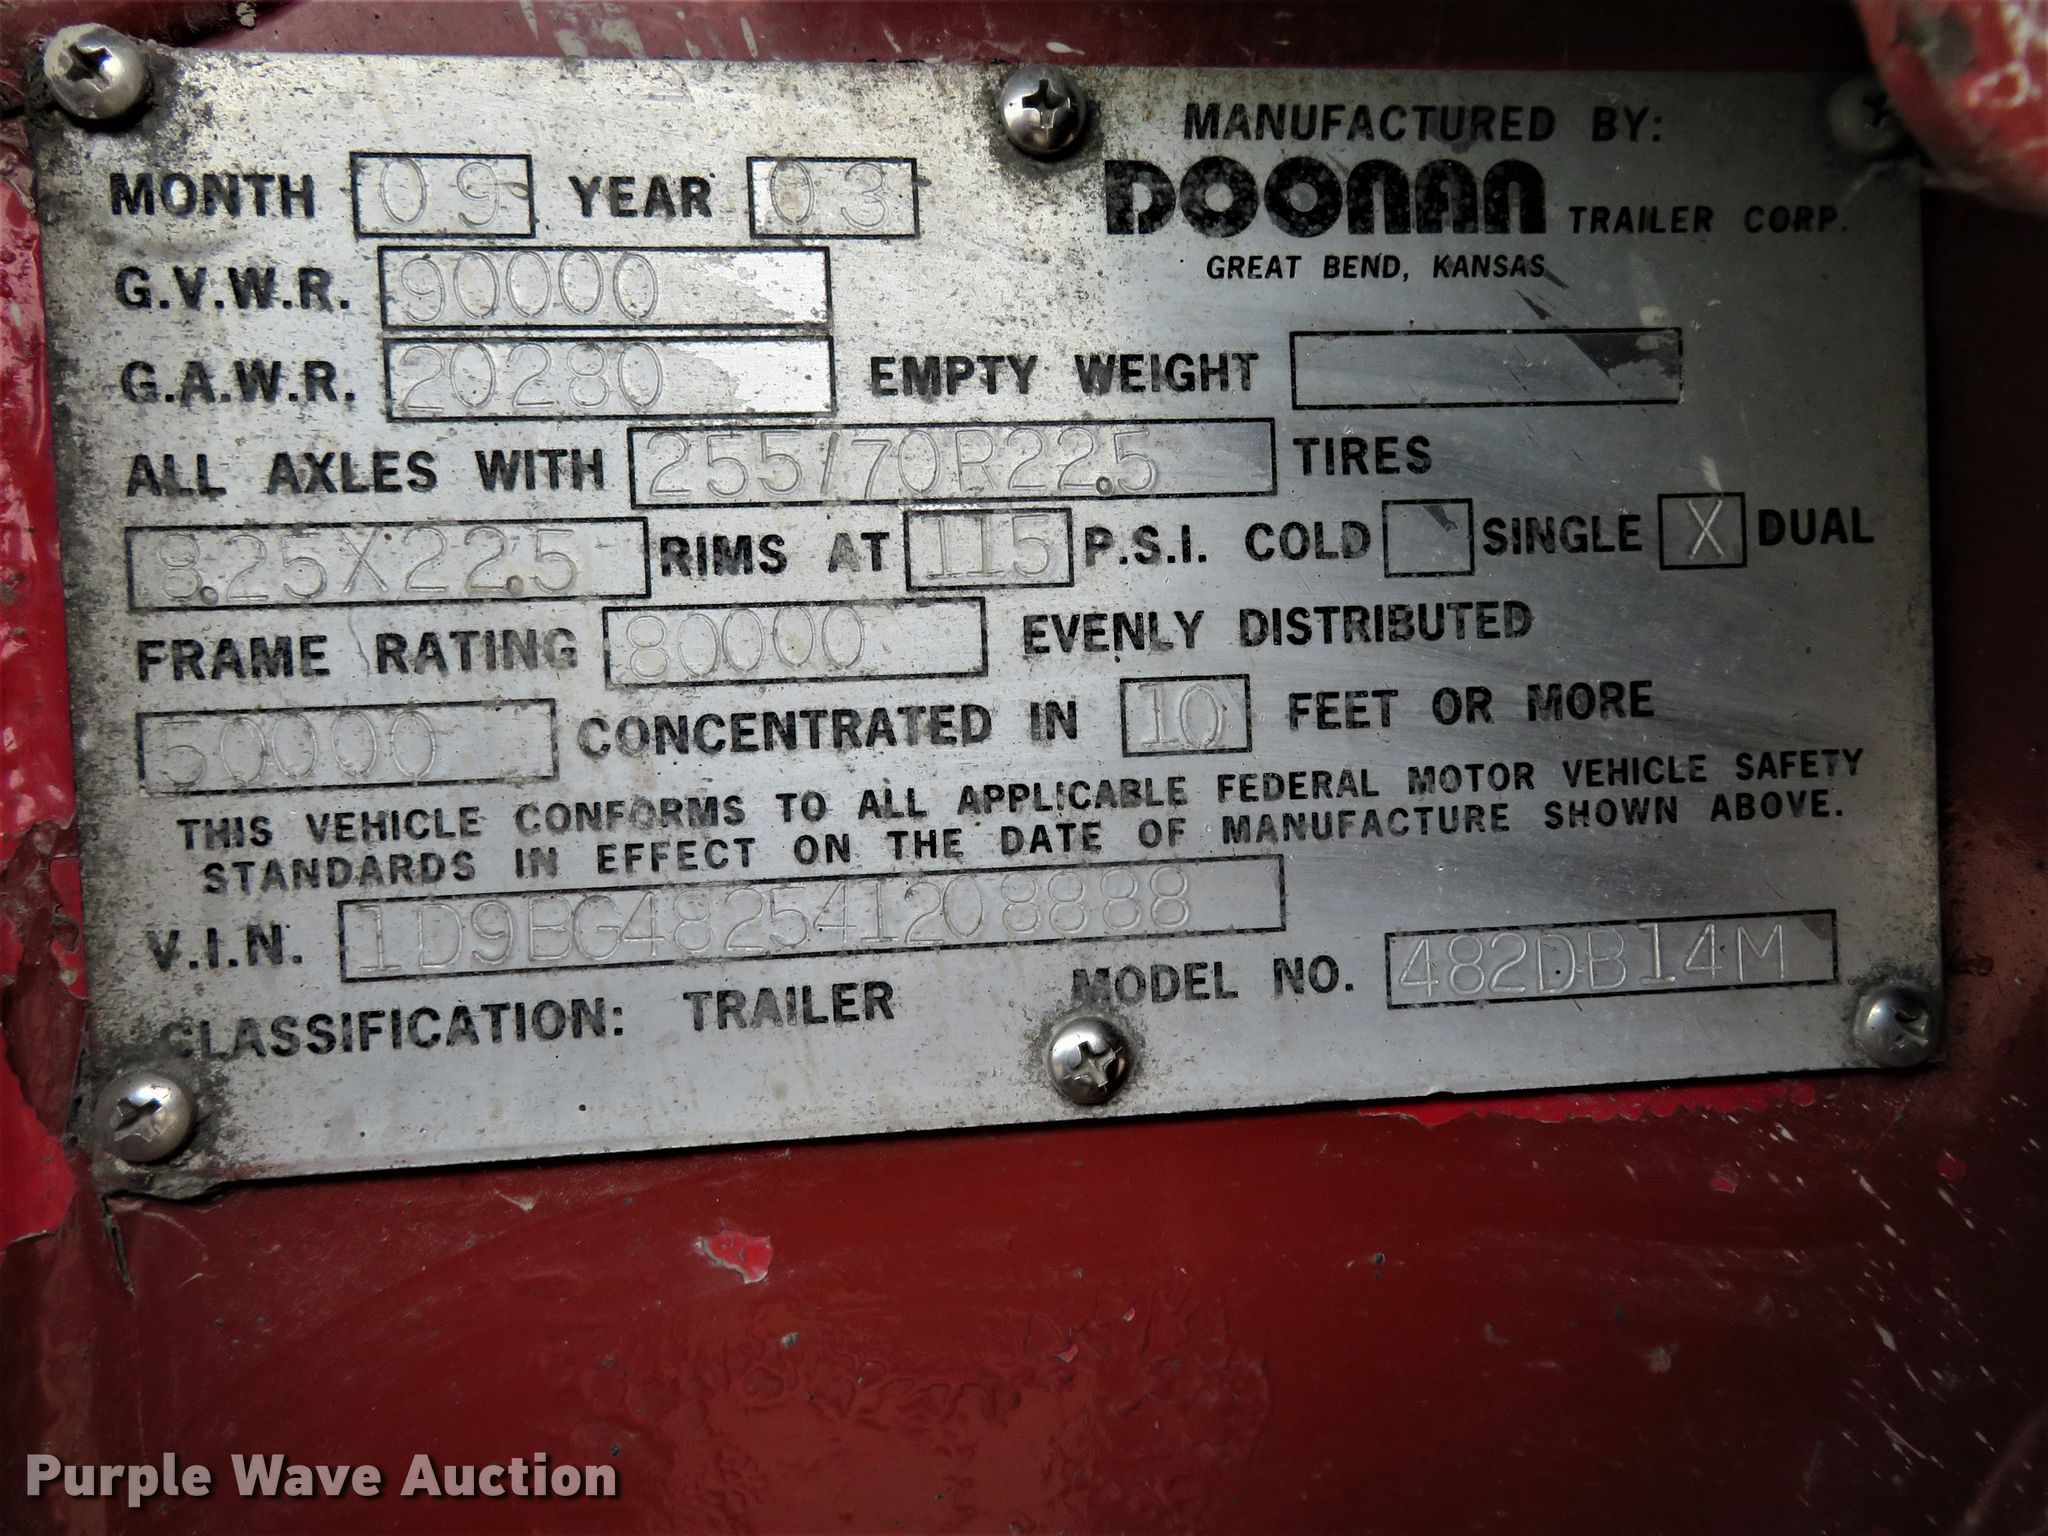 MANUFACTURED BY:
DOONAN TRAILER CORP.
GREAT BEND, KANSAS
MONTH 09 YEAR 03
G.V.W.R. 90000
G.A.W.R. 20280 EMPTY WEIGHT
ALL AXLES WITH 255/70R22.5 TIRES
8.25X22.5 RIMS AT 115 P.S.I. COLD SINGLE X DUAL
FRAME RATING 80000 EVENLY DISTRIBUTED
50000 CONCENTRATED IN 10 FEET OR MORE
THIS VEHICLE CONFORMS TO ALL APPLICABLE FEDERAL MOTOR VEHICLE SAFETY
STANDARDS IN EFFECT ON THE DATE OF MANUFACTURE SHOWN ABOVE.
V.I.N. 1D9BG482541208888
CLASSIFICATION: TRAILER MODEL NO. 482DB14M
Purple Wave Auction